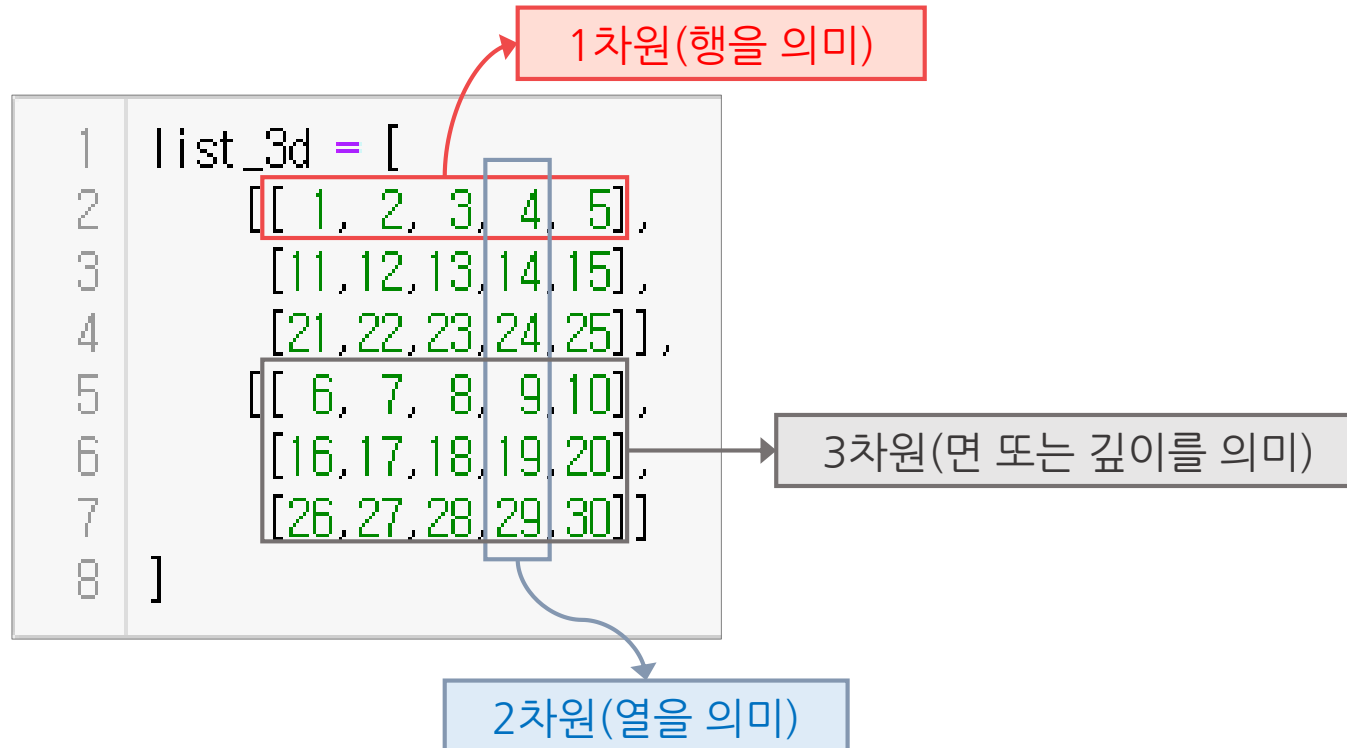 1차원(행을 의미)
1 list_3d = [
2 [[ 1, 2, 3, 4, 5],
3 [11,12,13,14,15],
4 [21,22,23,24,25]],
5 [[ 6, 7, 8, 9,10],
6 [16,17,18,19,20],
7 [26,27,28,29,30]]
8 ]
3차원(면 또는 깊이를 의미)
2차원(열을 의미)